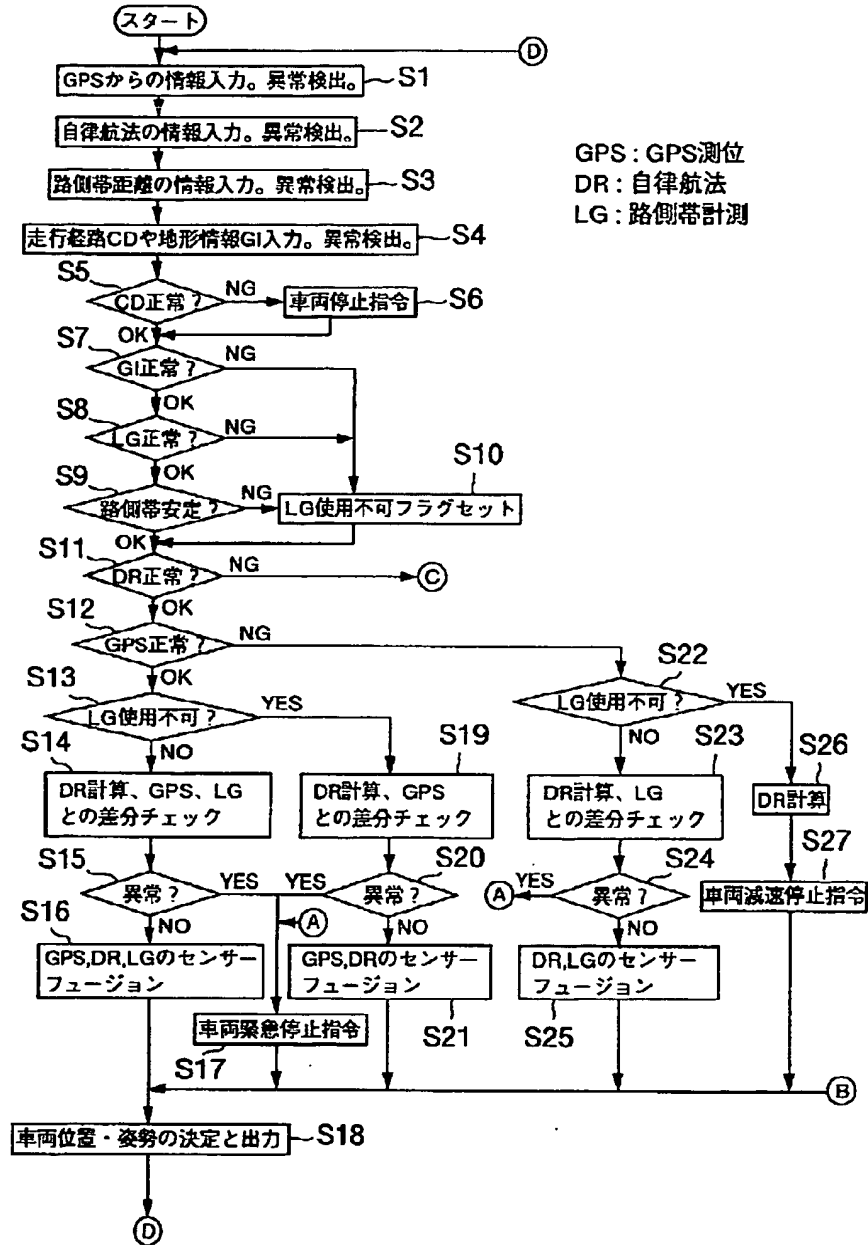 スタート
D
GPSからの情報入力。異常検出。
S1
自律航法の情報入力。異常検出。
S2
路側帯距離の情報入力。異常検出。
S3
走行経路CDや地形情報GI入力。異常検出。
S4
GPS : GPS測位
DR : 自律航法
LG : 路側帯計測
S5
CD正常?
NG
車両停止指令
S6
OK
S7
GI正常?
NG
OK
S8
LG正常?
NG
OK
S9
路側帯安定?
NG
LG使用不可フラグセット
S10
OK
S11
DR正常?
NG
C
OK
S12
GPS正常?
NG
OK
S13
LG使用不可?
YES
NO
S22
LG使用不可?
YES
NO
S14
DR計算、GPS、LG
との差分チェック
S19
DR計算、GPS
との差分チェック
S23
DR計算、LG
との差分チェック
S26
DR計算
S15
異常?
YES
NO
S20
YES
異常?
NO
A
S24
A
YES
異常?
NO
S27
車両減速停止指令
S16
GPS,DR,LGのセンサー
フュージョン
GPS,DRのセンサー
フュージョン
S21
DR,LGのセンサー
フュージョン
S25
車両緊急停止指令
S17
B
車両位置・姿勢の決定と出力
S18
D